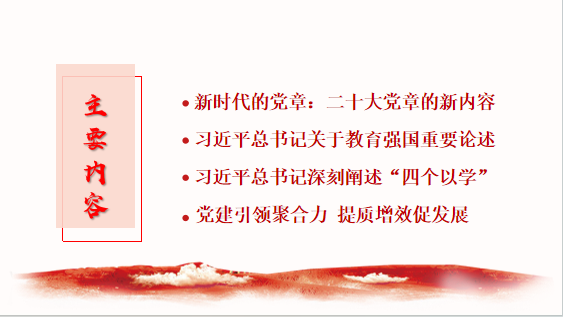 主要内容
新时代的党章：二十大党章的新内容
习近平总书记关于教育强国重要论述
习近平总书记深刻阐述“四个以学”
党建引领聚合力 提质增效促发展